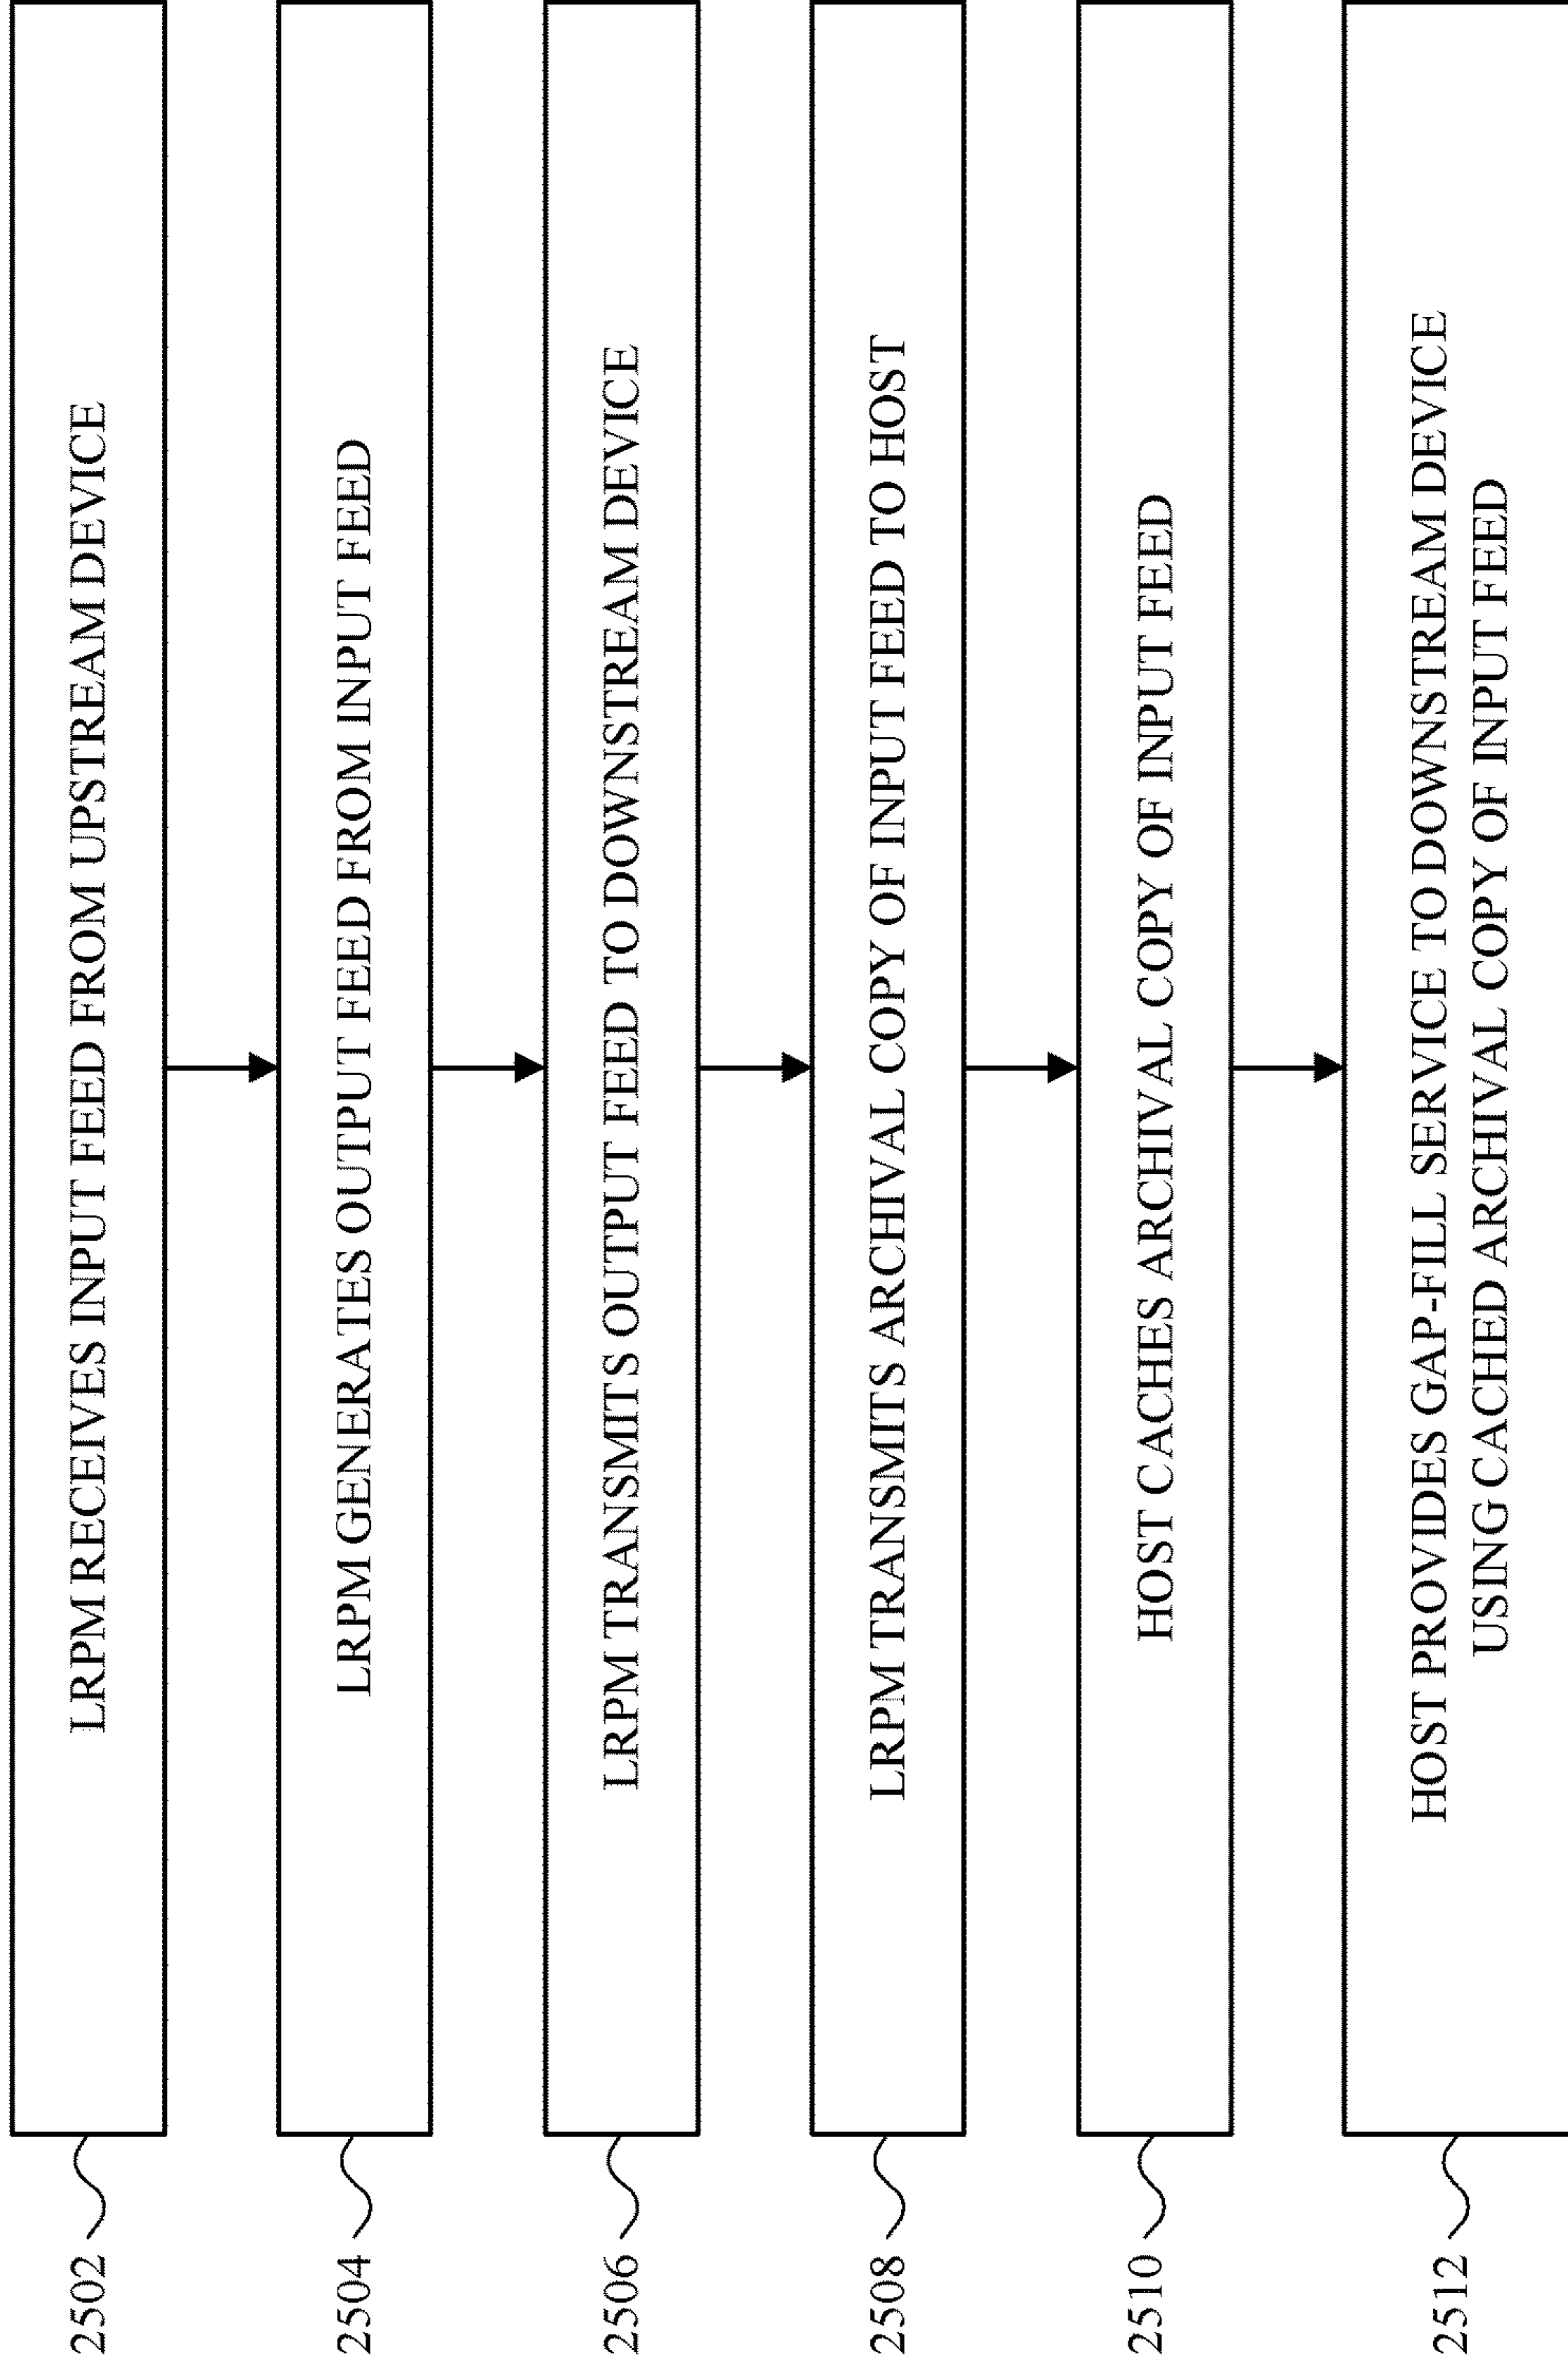 2502
LRPM RECEIVES INPUT FEED FROM UPSTREAM DEVICE
2504
LRPM GENERATES OUTPUT FEED FROM INPUT FEED
2506
LRPM TRANSMITS OUTPUT FEED TO DOWNSTREAM DEVICE
2508
LRPM TRANSMITS ARCHIVAL COPY OF INPUT FEED TO HOST
2510
HOST CACHES ARCHIVAL COPY OF INPUT FEED
2512
HOST PROVIDES GAP-FILL SERVICE TO DOWNSTREAM DEVICE
USING CACHED ARCHIVAL COPY OF INPUT FEED